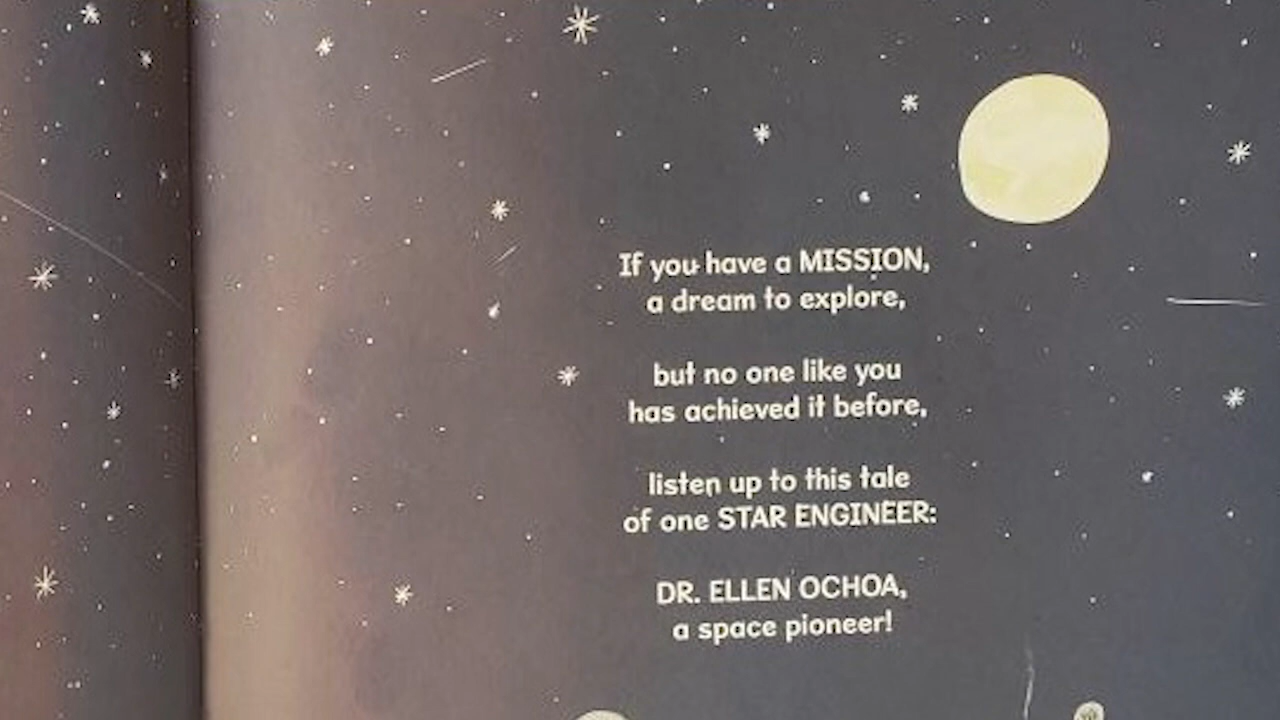 If you have a MISSION,
a dream to explore,
but no one like you
has achieved it before,
listen up to this tale
of one STAR ENGINEER:
DR. ELLEN OCHOA,
a space pioneer!